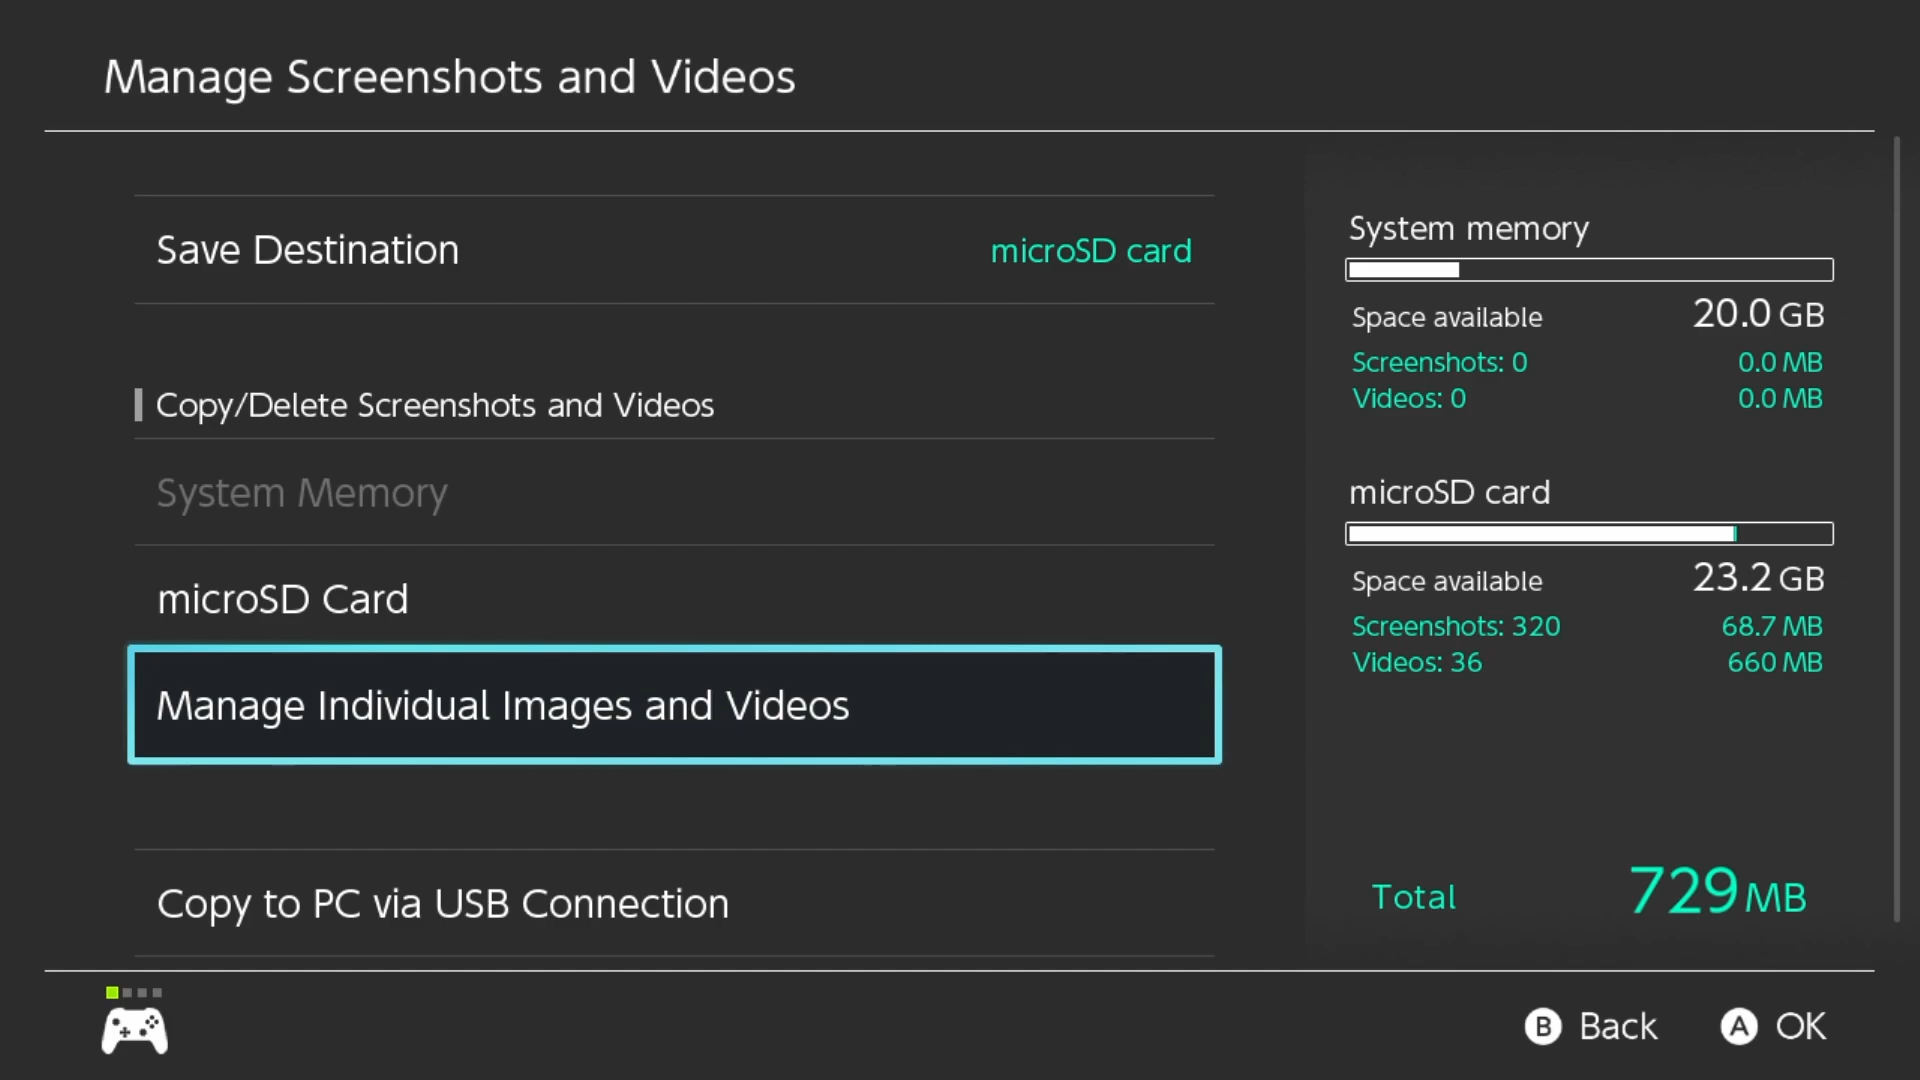 Manage Screenshots and Videos
Save Destination microSD card
Copy/Delete Screenshots and Videos
System Memory
microSD Card
Manage Individual Images and Videos
Copy to PC via USB Connection
System memory
Space available 20.0 GB
Screenshots: 0 0.0 MB
Videos: 0 0.0 MB
microSD card
Space available 23.2 GB
Screenshots: 320 68.7 MB
Videos: 36 660 MB
Total 729 MB
B Back A OK